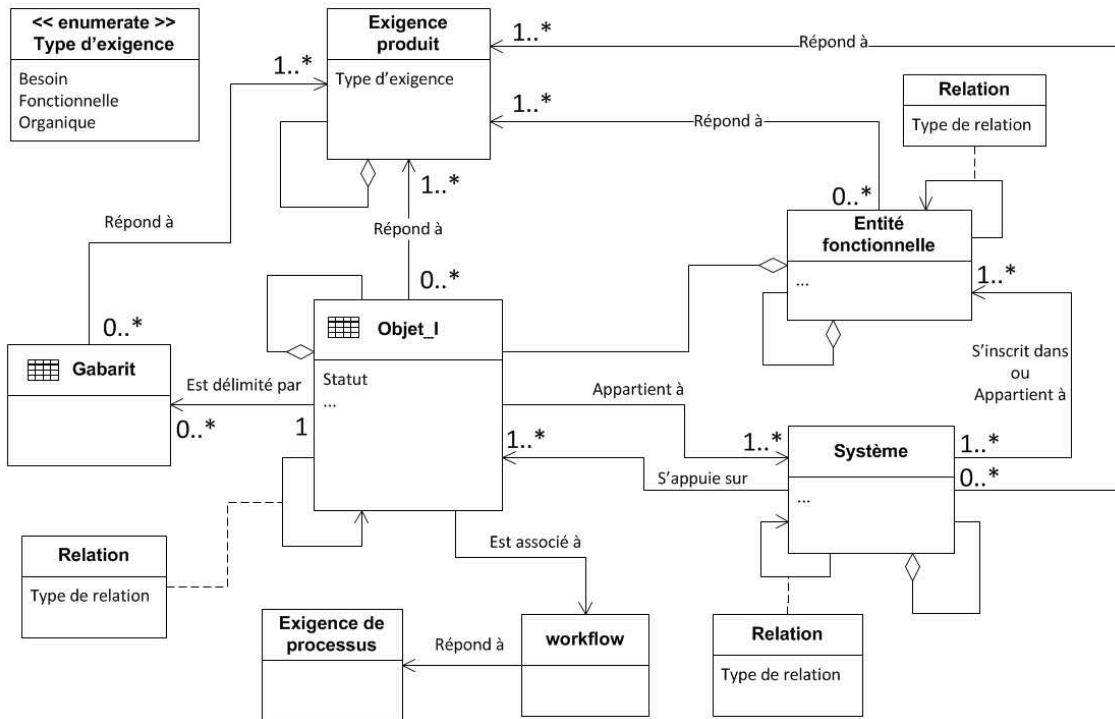 << enumerate >>
Type d'exigence
Besoin
Fonctionnelle
Organique
Exigence
produit
Type d'exigence
1..*
1..*
Répond à
1..*
Répond à
Relation
Type de relation
1..*
Répond à
Répond à
0..*
0..*
Entité
fonctionnelle
...
1..*
0..*
Gabarit
Objet_I
Statut
...
Est délimité par
0..*
1
Appartient à
1..*
1..*
S'appuie sur
S'inscrit dans
ou
Appartient à
Système
...
1..*
0..*
Relation
Type de relation
Est associé à
Exigence de
processus
Répond à
workflow
Relation
Type de relation